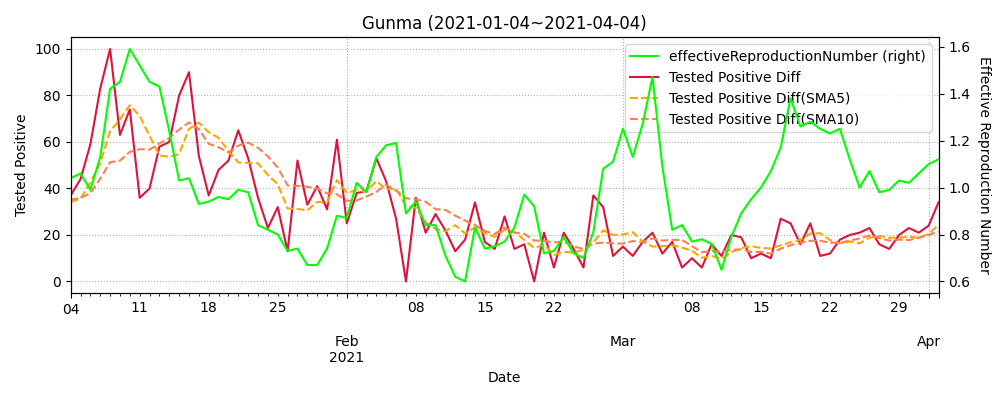 Gunma (2021-01-04~2021-04-04)
effectiveReproductionNumber (right)
Tested Positive Diff
Tested Positive Diff(SMA5)
Tested Positive Diff(SMA10)
Tested Positive
100
80
60
40
20
0
1.6
1.4
1.2
1.0
0.8
0.6
Effective Reproduction Number
04 11 18 25 08 15 22 08 15 22 29
Feb Mar Apr
2021
Date